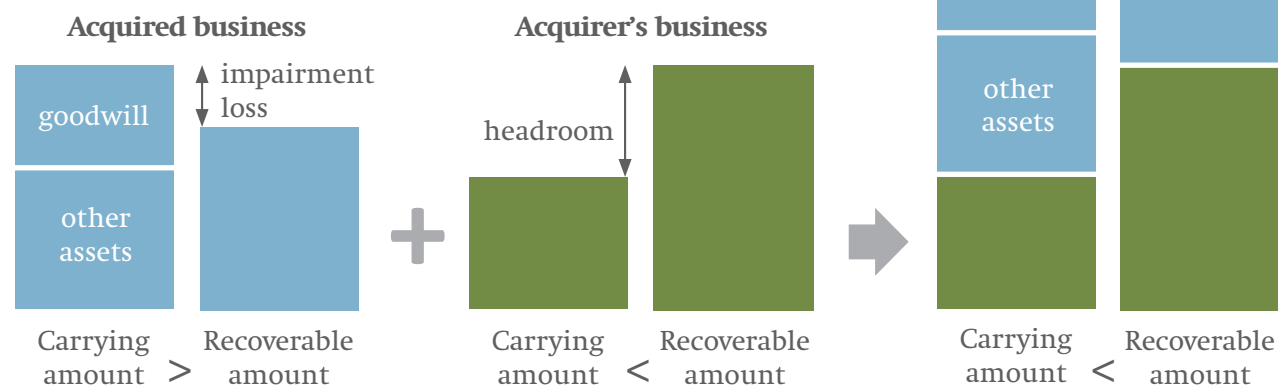 Acquired business
Acquirer's business
impairment
loss
goodwill
headroom
other
assets
other
assets
Carrying
amount
>
Recoverable
amount
Carrying
amount
<
Recoverable
amount
Carrying
amount
<
Recoverable
amount